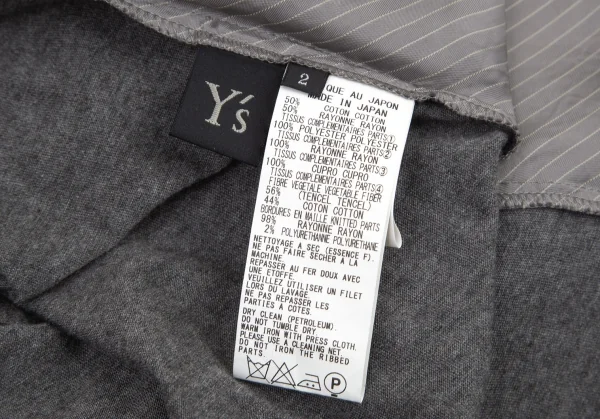 Y's
2
QUE AU JAPON
MADE IN JAPAN
50% COTON COTTON
50% RAYONNE RAYON
TISSUS COMPLEMENTAIRES PARTS①
100% POLYESTER POLYESTER
TISSUS COMPLEMENTAIRES PARTS②
100% RAYONNE RAYON
TISSUS COMPLEMENTAIRES PARTS③
100% CUPRO CUPRO
TISSUS COMPLEMENTAIRES PARTS④
FIBRE VEGETALE VEGETABLE FIBER
56% (TENCEL TENCEL)
44% COTON COTTON
BORDURES EN MAILLE KNITTED PARTS
98% RAYONNE RAYON
2% POLYURETHANNE POLYURETHANE
NETTOYAGE A SEC (ESSENCE F).
NE PAS FAIRE SÉCHER À LA
MACHINE.
REPASSER AU FER DOUX AVEC
UNE ETOFFE.
VEUILLEZ UTILISER UN FILET
LORS DU LAVAGE.
NE PAS REPASSER LES
PARTIES A COTES.
DRY CLEAN (PETROLEUM).
DO NOT TUMBLE DRY.
WARM IRON WITH PRESS CLOTH.
PLEASE USE A CLEANING NET
DO NOT IRON THE RIBBED
PARTS.
P